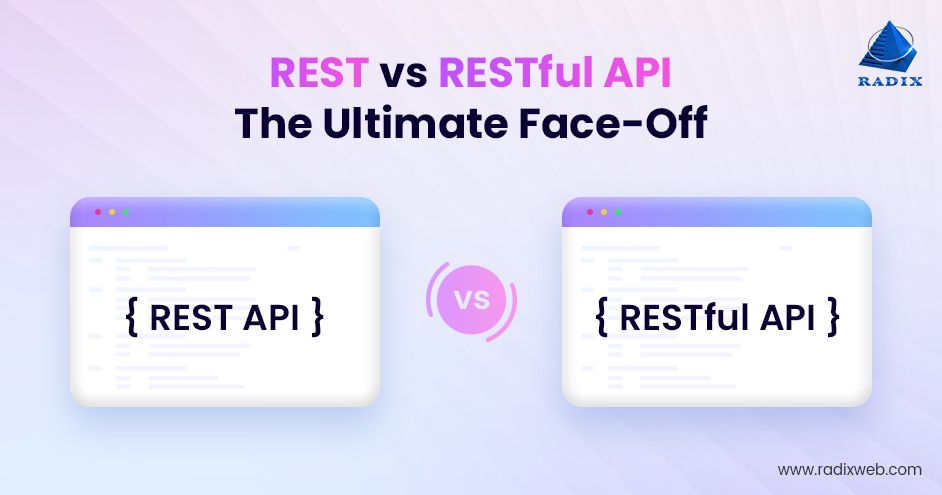 RADIX
REST vs RESTful API
The Ultimate Face-Off
{ REST API }
VS
{ RESTful API }
www.radixweb.com